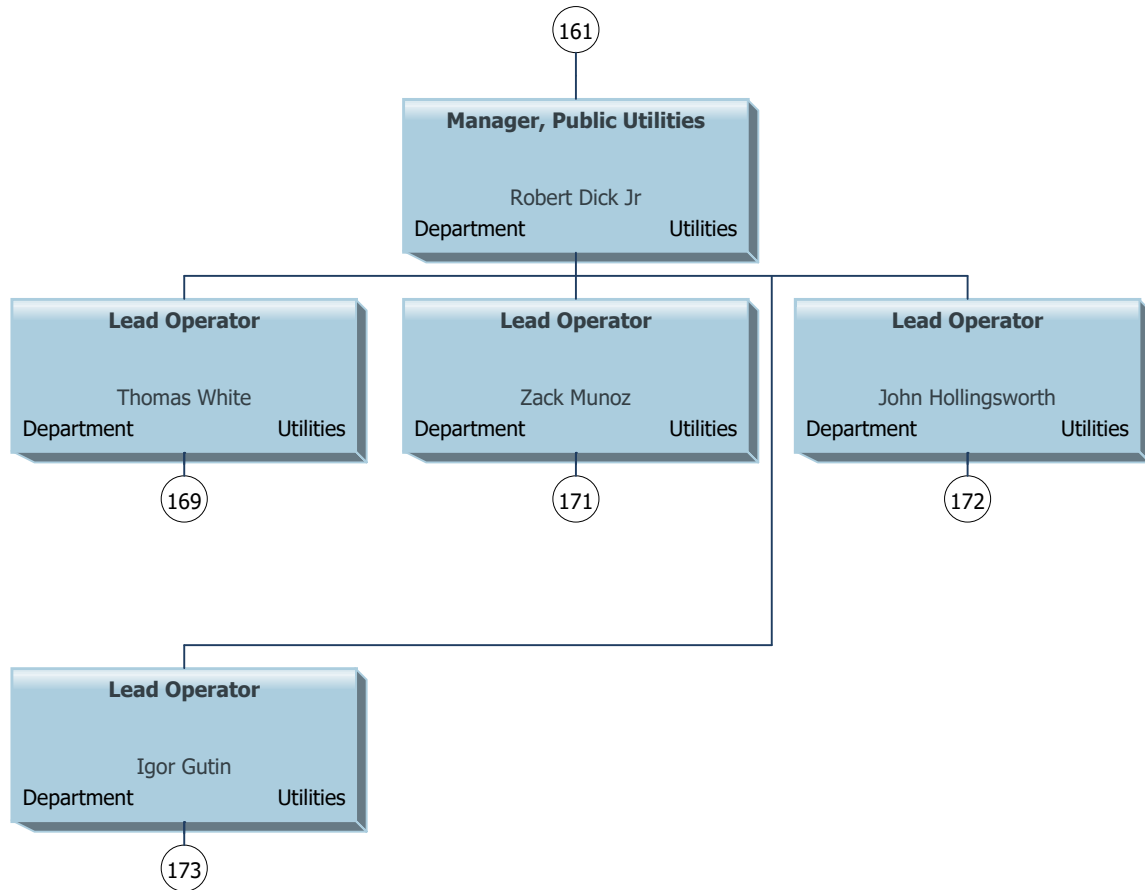 161
Manager, Public Utilities
Robert Dick Jr
Department Utilities
Lead Operator
Thomas White
Department Utilities
169
Lead Operator
Zack Munoz
Department Utilities
171
Lead Operator
John Hollingsworth
Department Utilities
172
Lead Operator
Igor Gutin
Department Utilities
173